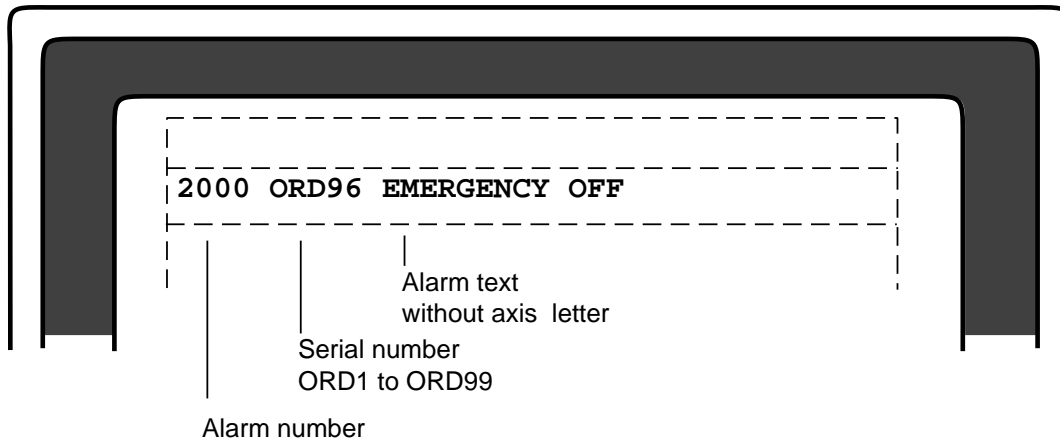 2000 ORD96 EMERGENCY OFF
Alarm text
without axis letter
Serial number
ORD1 to ORD99
Alarm number